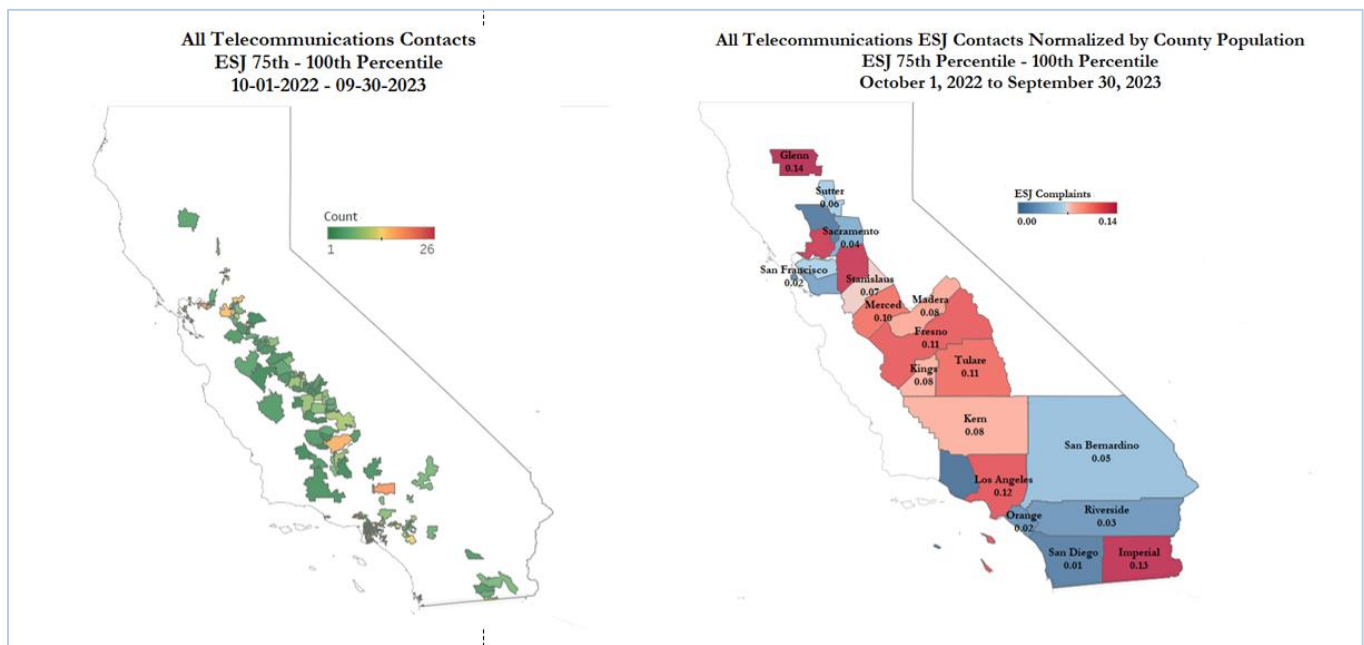 All Telecommunications Contacts
ESJ 75th - 100th Percentile
10-01-2022 - 09-30-2023
Count
1 26
All Telecommunications ESJ Contacts Normalized by County Population
ESJ 75th Percentile - 100th Percentile
October 1, 2022 to September 30, 2023
ESJ Complaints
0.00 0.14
Glenn
0.14
Sutter
0.06
Sacramento
0.04
San Francisco
0.02
Stanislaus
0.07
Merced
0.10
Madera
0.08
Fresno
0.11
Kings
0.08
Tulare
0.11
Kern
0.08
San Bernardino
0.05
Los Angeles
0.12
Orange
0.02
Riverside
0.03
San Diego
0.01
Imperial
0.13